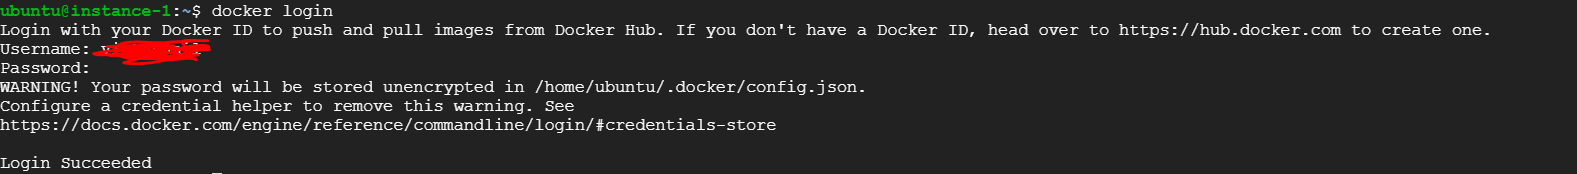 ubuntu@instance-1:~$ docker login
Login with your Docker ID to push and pull images from Docker Hub. If you don't have a Docker ID, head over to https://hub.docker.com to create one.
Username:
Password:
WARNING! Your password will be stored unencrypted in /home/ubuntu/.docker/config.json.
Configure a credential helper to remove this warning. See
https://docs.docker.com/engine/reference/commandline/login/#credentials-store
Login Succeeded